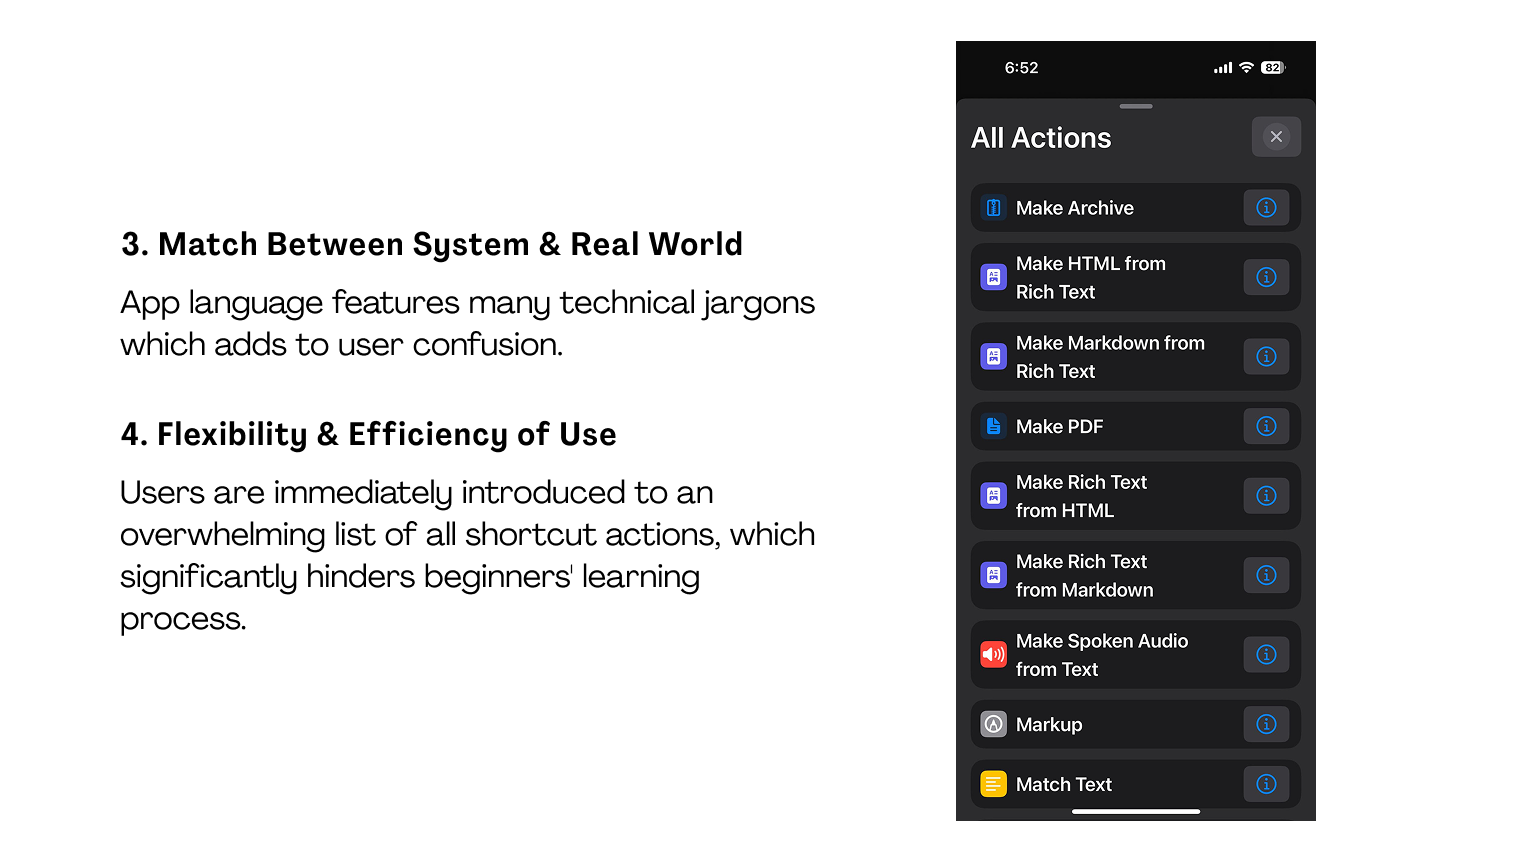 3. Match Between System & Real World
App language features many technical jargons
which adds to user confusion.
4. Flexibility & Efficiency of Use
Users are immediately introduced to an
overwhelming list of all shortcut actions, which
significantly hinders beginners' learning
process.
6:52
82
All Actions
Make Archive
Make HTML from
Rich Text
Make Markdown from
Rich Text
Make PDF
Make Rich Text
from HTML
Make Rich Text
from Markdown
Make Spoken Audio
from Text
Markup
Match Text